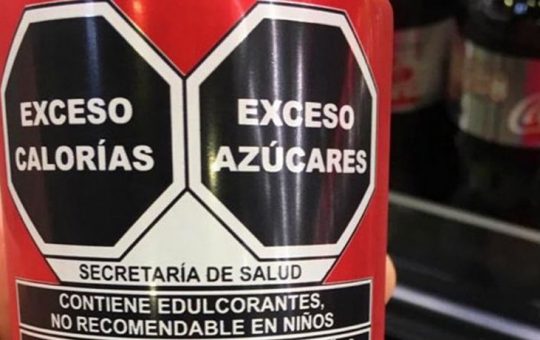 EXCESO
CALORÍAS
EXCESO
AZÚCARES
SECRETARÍA DE SALUD
CONTIENE EDULCORANTES,
NO RECOMENDABLE EN NIÑOS